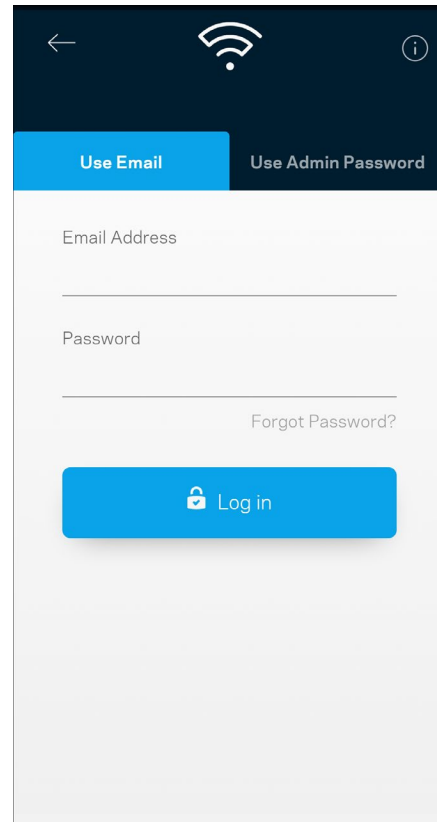 Use Email
Use Admin Password
Email Address
Password
Forgot Password?
Log in